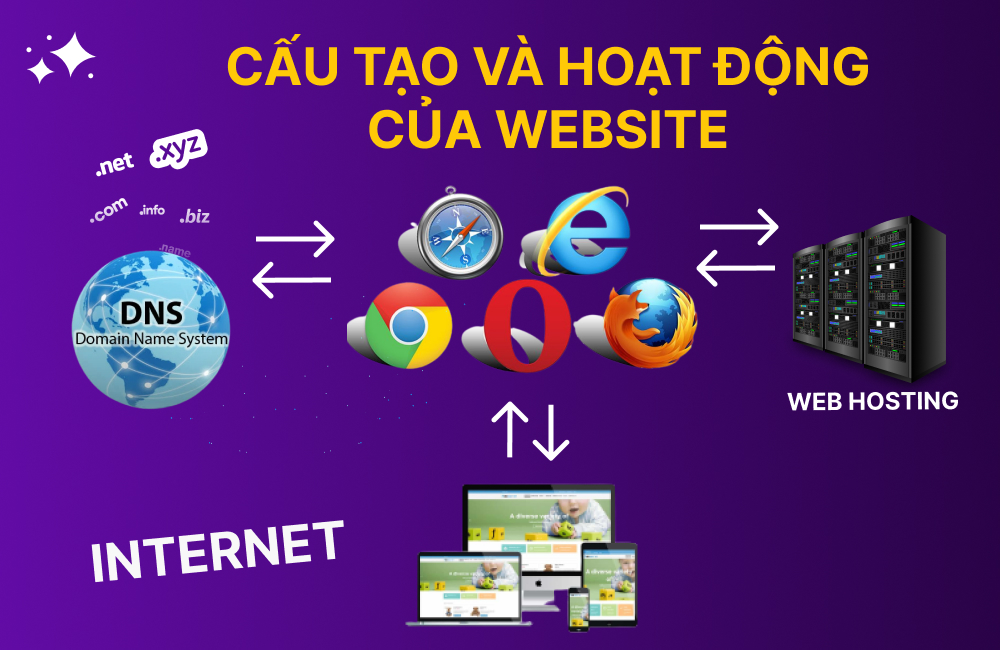 CẤU TẠO VÀ HOẠT ĐỘNG
CỦA WEBSITE
.net
.xyz
.com
.info
.biz
.name
DNS
Domain Name System
WEB HOSTING
INTERNET